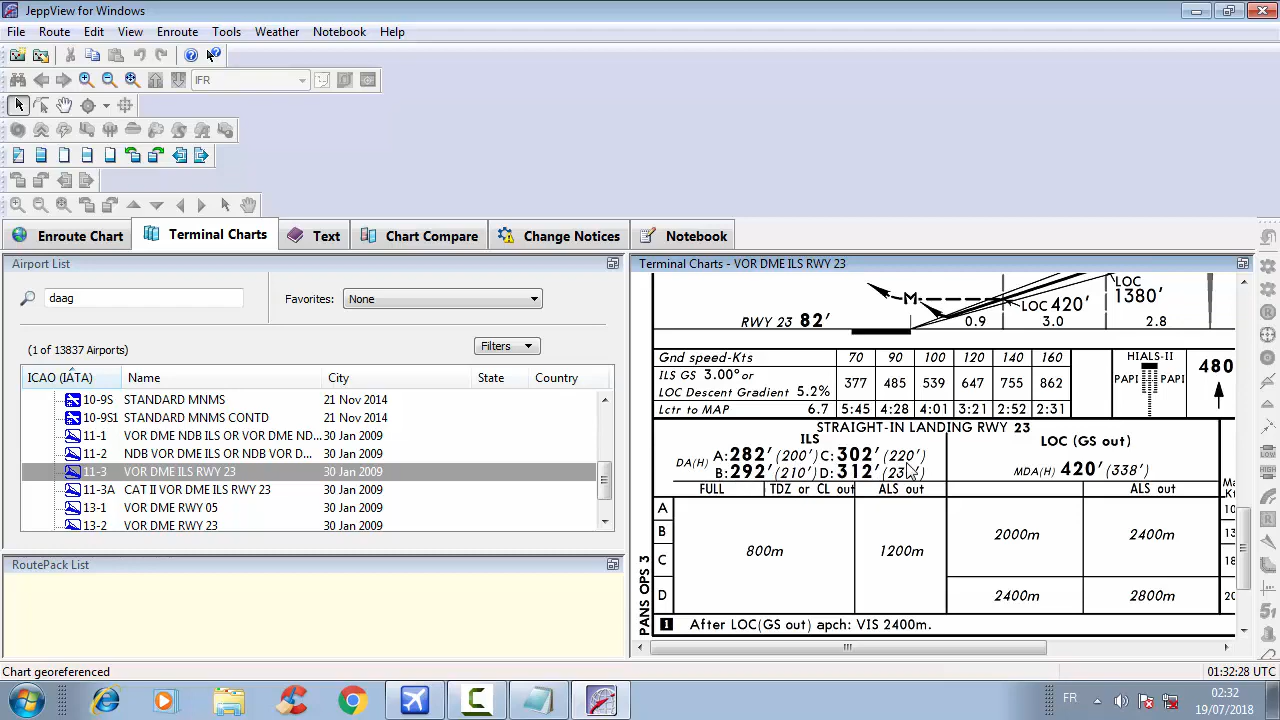 JeppView for Windows
File Route Edit View Enroute Tools Weather Notebook Help
IFR
Enroute Chart Terminal Charts Text Chart Compare Change Notices Notebook
Airport List
daag Favorites: None
(1 of 13837 Airports) Filters
ICAO (IATA) Name City State Country
10-9S STANDARD MNMS 21 Nov 2014
10-9S1 STANDARD MNMS CONTD 21 Nov 2014
11-1 VOR DME NDB ILS OR VOR DME ND... 30 Jan 2009
11-2 NDB VOR DME ILS OR VOR DME VOR D... 30 Jan 2009
11-3 VOR DME ILS RWY 23 30 Jan 2009
11-3A CAT II VOR DME ILS RWY 23 30 Jan 2009
13-1 VOR DME RWY 05 30 Jan 2009
13-2 VOR DME RWY 23 30 Jan 2009
RoutePack List
Terminal Charts - VOR DME ILS RWY 23
LOC
1380'
M LOC 420'
RWY 23 82' 0.9 3.0 2.8
Gnd speed-Kts 70 90 100 120 140 160
ILS GS 3.00° or
LOC Descent Gradient 5.2% 377 485 539 647 755 862
Lctr to MAP 6.7 5:45 4:28 4:01 3:21 2:52 2:31
HIALS-II
PAPI PAPI
480
STRAIGHT-IN LANDING RWY 23
ILS LOC (GS out)
DA(H) A: 282' (200') C: 302' (220')
B: 292' (210') D: 312'
MDA(H) 420' (338')
FULL TDZ or CL out ALS out ALS out
A
B
C
D
800m 1200m 2000m 2400m
2400m 2800m
PANS OPS 3
1 After LOC(GS out) apch: VIS 2400m.
Chart georeferenced 01:32:28 UTC
FR 02:32
19/07/2018